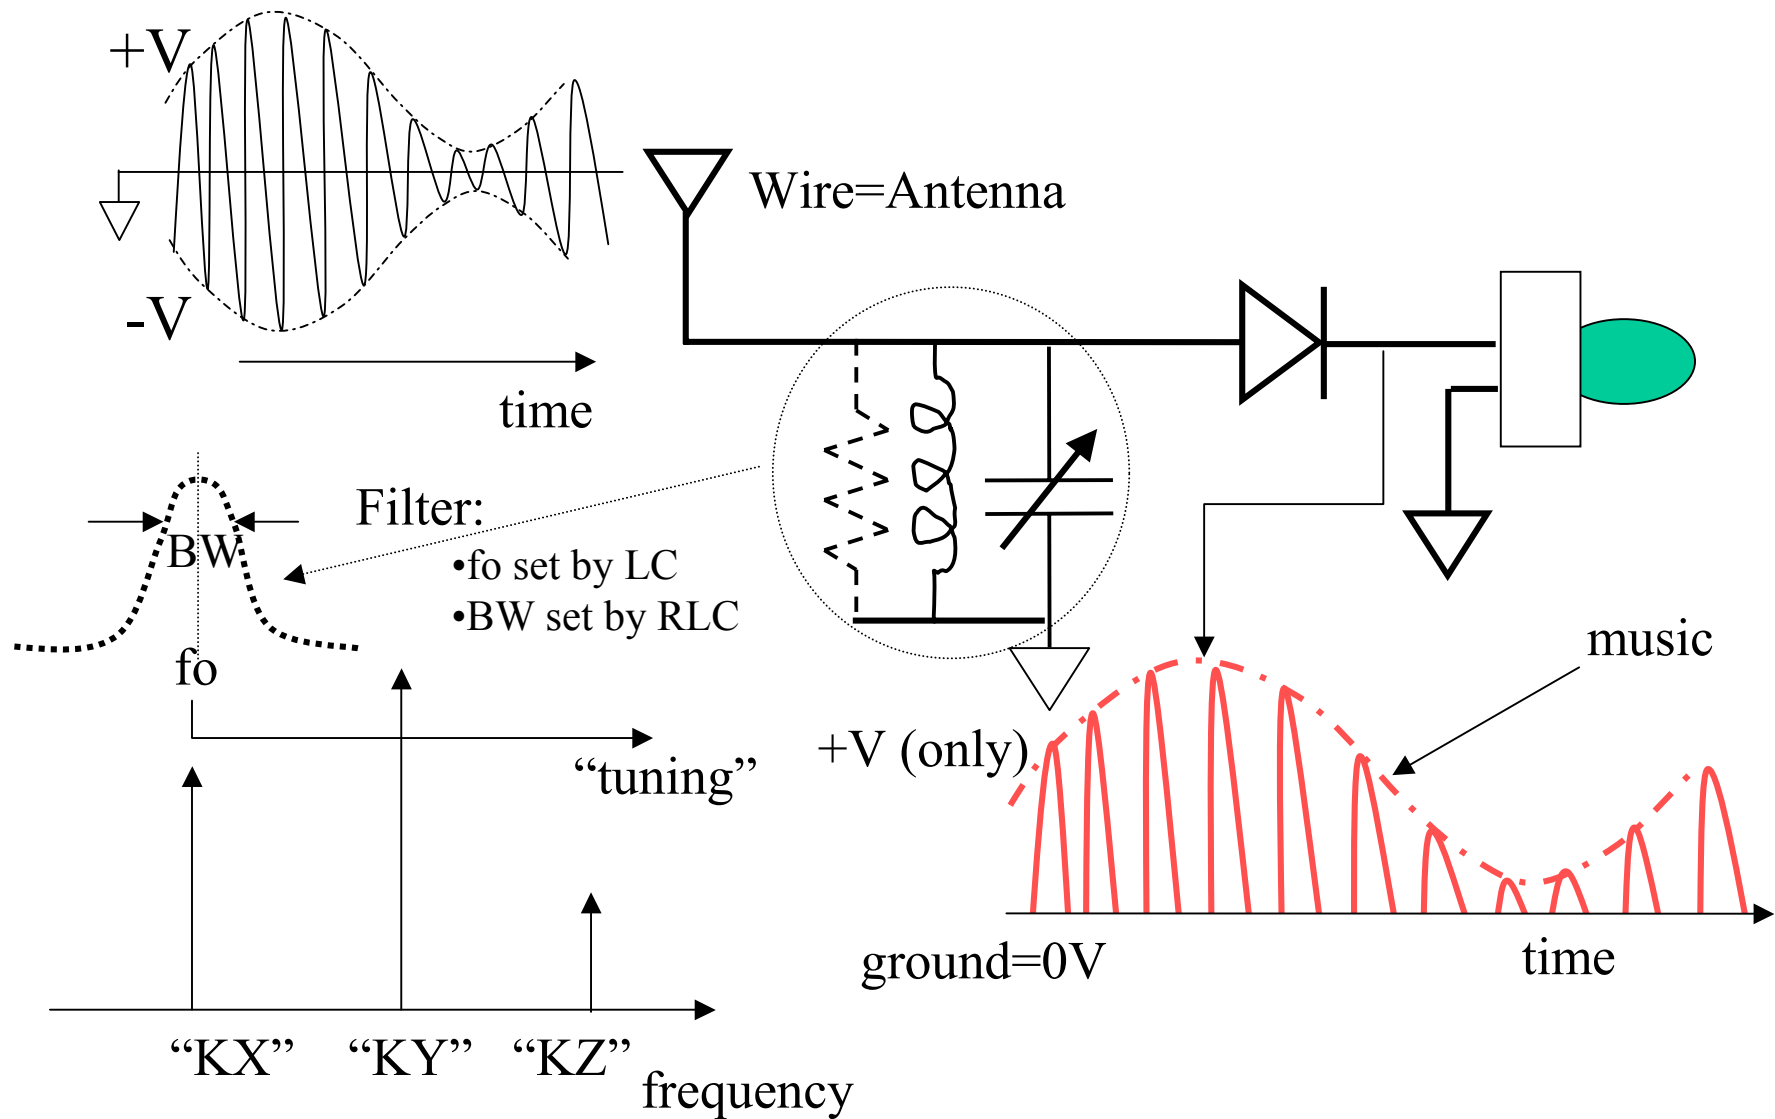 +V
-V
time
Wire=Antenna
Filter:
•fo set by LC
•BW set by RLC
BW
fo
“tuning”
“KX”
“KY”
“KZ”
frequency
+V (only)
music
ground=0V
time